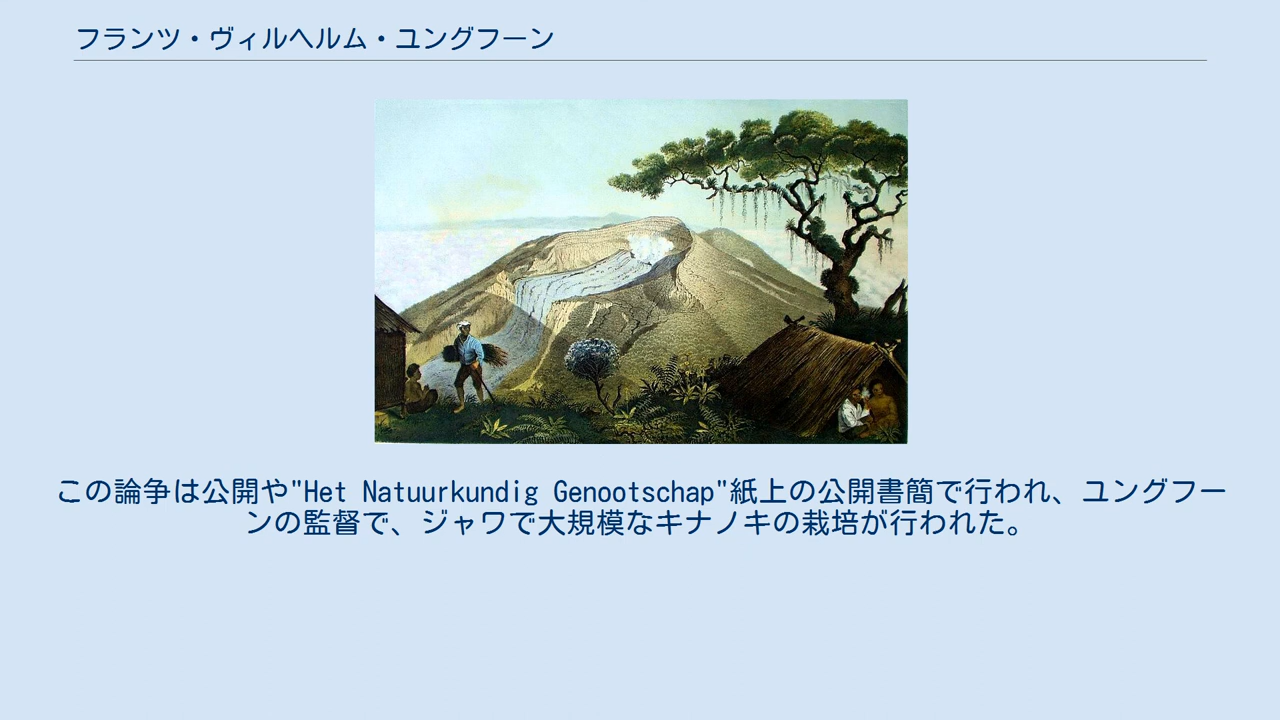 フランツ・ヴィルヘルム・ユングフーン
この論争は公開や"Het Natuurkundig Genootschap"紙上の公開書簡で行われ、ユングフー
ンの監督で、ジャワで大規模なキナノキの栽培が行われた。